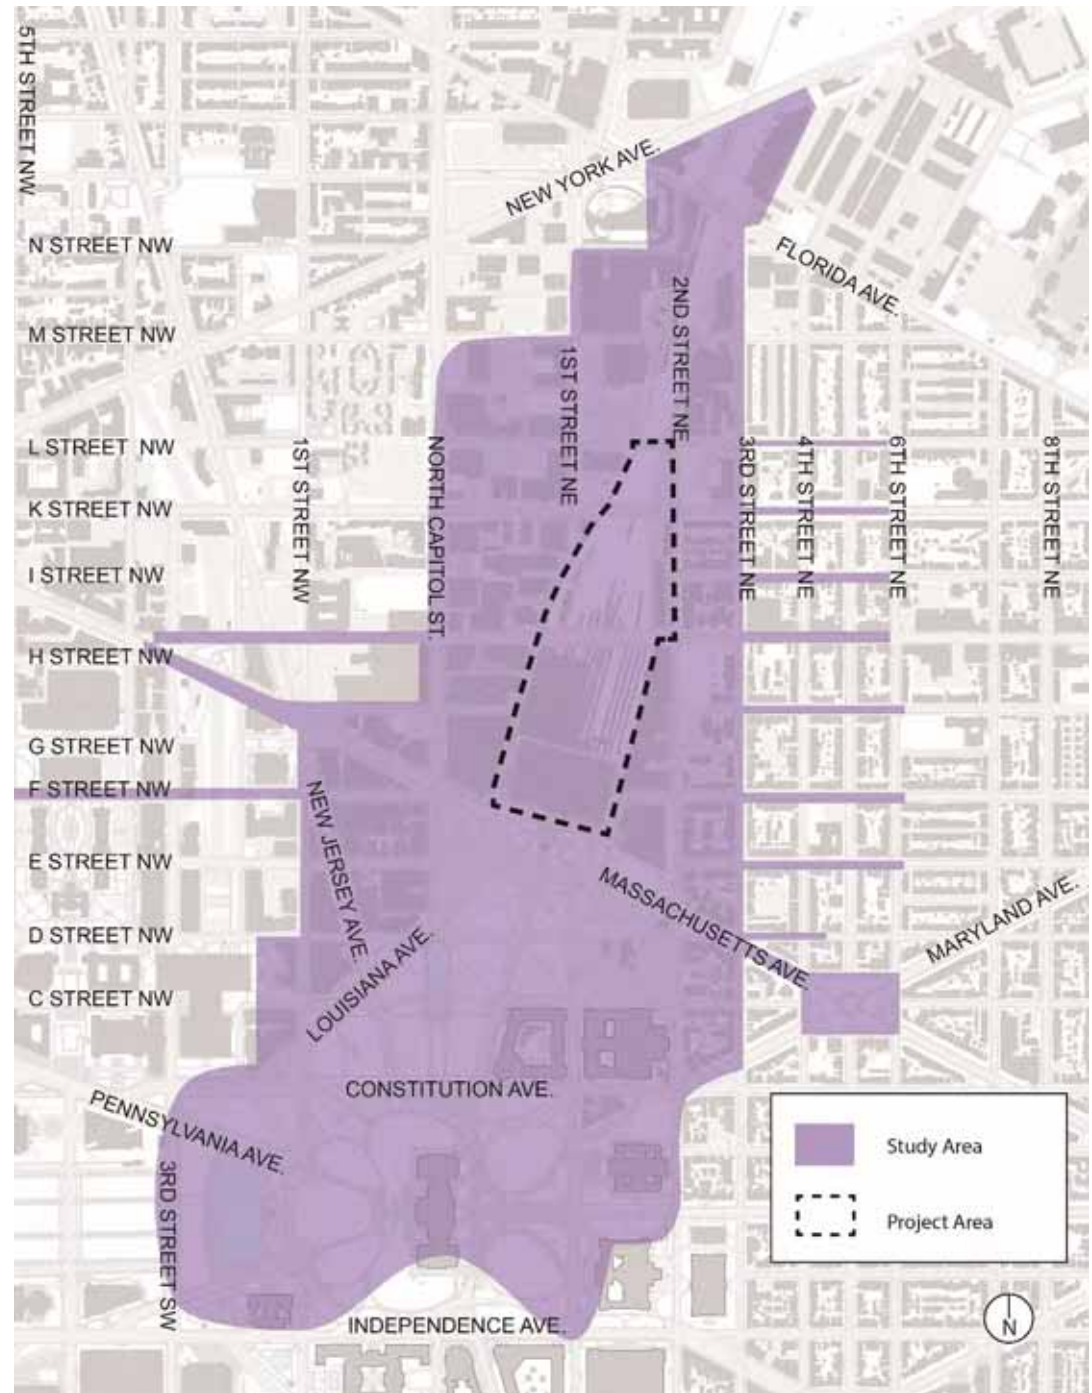 5TH STREET NW
NEW YORK AVE.
N STREET NW
FLORIDA AVE.
2ND STREET NE
M STREET NW
1ST STREET NE
L STREET NW
1ST STREET NW
NORTH CAPITOL ST.
3RD STREET NE
4TH STREET NE
6TH STREET NE
8TH STREET NE
K STREET NW
I STREET NW
H STREET NW
G STREET NW
F STREET NW
NEW JERSEY AVE.
E STREET NW
MASSACHUSETTS AVE.
MARYLAND AVE.
D STREET NW
LOUISIANA AVE.
C STREET NW
CONSTITUTION AVE.
PENNSYLVANIA AVE.
3RD STREET SW
INDEPENDENCE AVE.
Study Area
Project Area
N